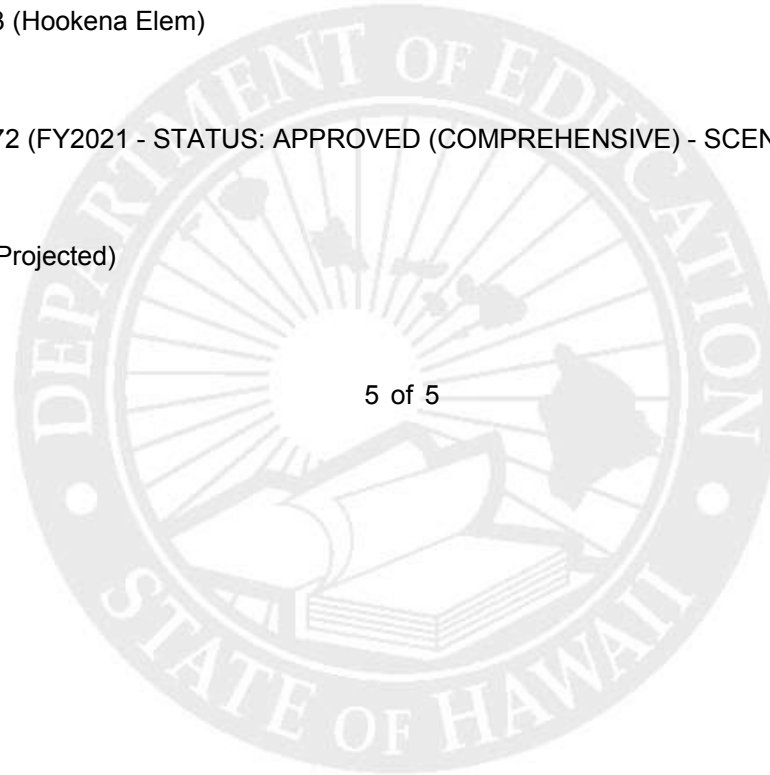 3 (Hookena Elem)
72 (FY2021 - STATUS: APPROVED (COMPREHENSIVE) - SCEN
Projected)
5 of 5
DEPARTMENT OF EDUCATION
STATE OF HAWAII